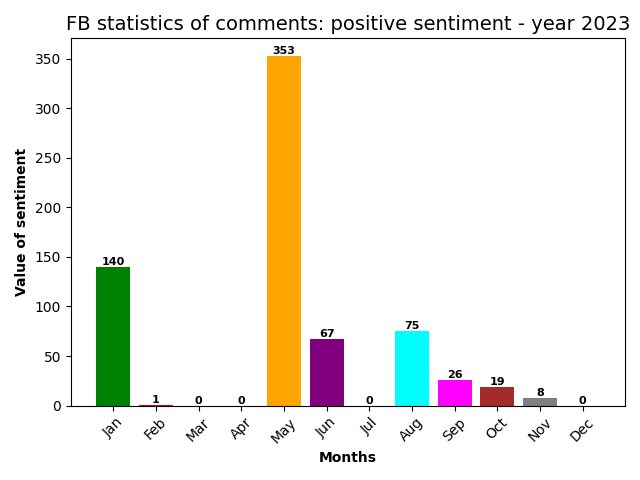 FB statistics of comments: positive sentiment - year 2023
Value of sentiment
350
300
250
200
150
100
50
0
140
1
0
0
353
67
0
75
26
19
8
0
Jan
Feb
Mar
Apr
May
Jun
Jul
Aug
Sep
Oct
Nov
Dec
Months